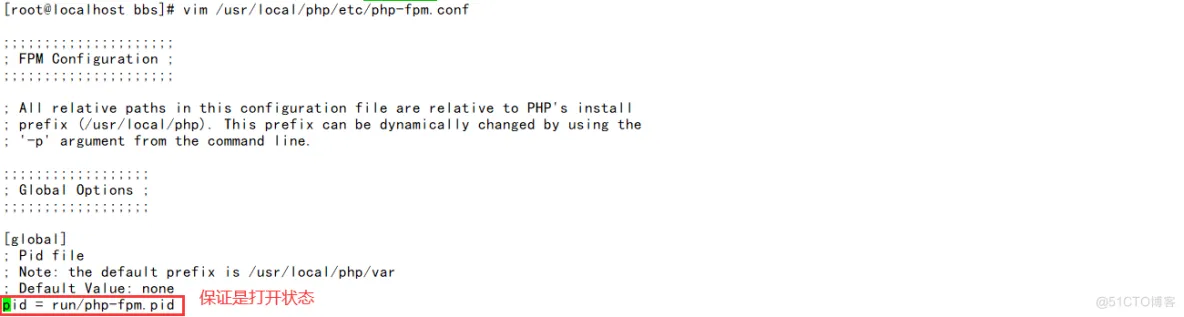 [root@localhost bbs]# vim /usr/local/php/etc/php-fpm.conf
;;;;;;;;;;;;;;;;;;;;;
; FPM Configuration ;
;;;;;;;;;;;;;;;;;;;;;
; All relative paths in this configuration file are relative to PHP's install
; prefix (/usr/local/php). This prefix can be dynamically changed by using the
; '-p' argument from the command line.
;;;;;;;;;;;;;;;;;;
; Global Options ;
;;;;;;;;;;;;;;;;;;
[global]
; Pid file
; Note: the default prefix is /usr/local/php/var
; Default Value: none
pid = run/php-fpm.pid 保证是打开状态
@51CTO博客